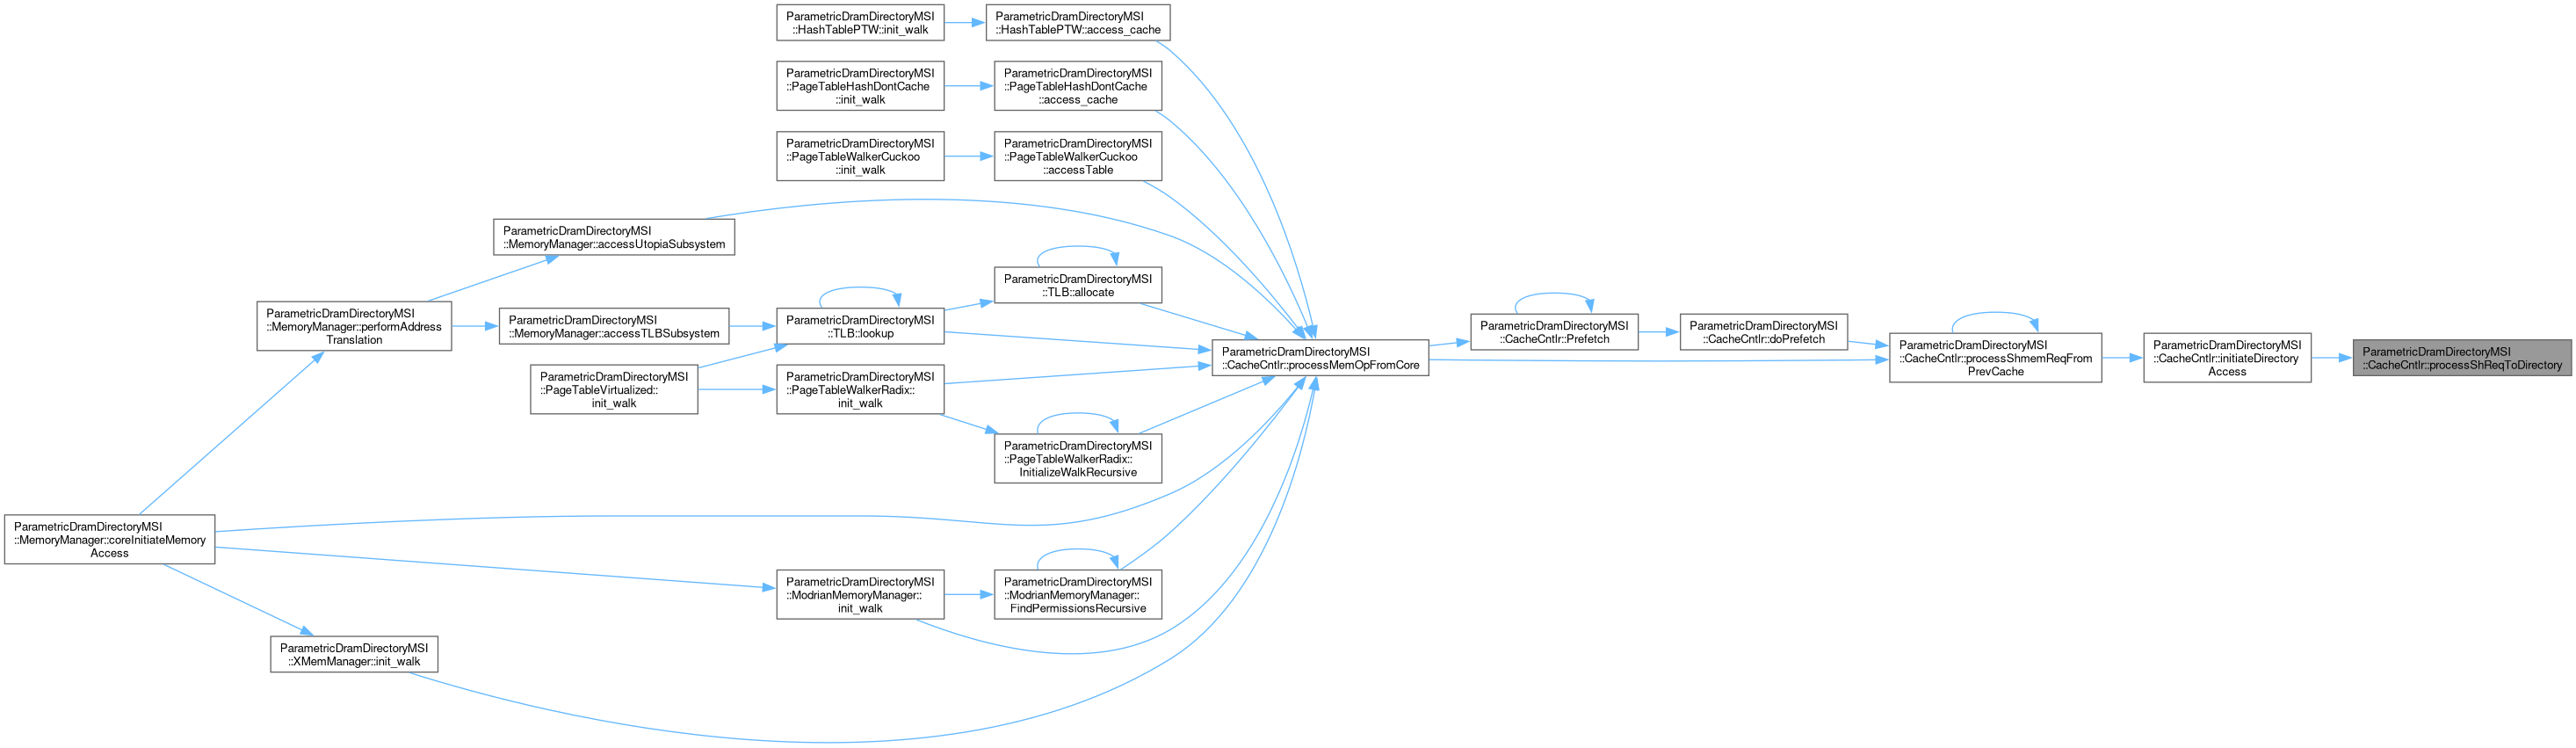 ParametricDramDirectoryMSI
::HashTablePTW::init_walk
ParametricDramDirectoryMSI
::HashTablePTW::access_cache
ParametricDramDirectoryMSI
::PageTableHashDontCache
::init_walk
ParametricDramDirectoryMSI
::PageTableHashDontCache
::access_cache
ParametricDramDirectoryMSI
::PageTableWalkerCuckoo
::init_walk
ParametricDramDirectoryMSI
::PageTableWalkerCuckoo
::accessTable
ParametricDramDirectoryMSI
::MemoryManager::accessUtopiaSubsystem
ParametricDramDirectoryMSI
::TLB::allocate
ParametricDramDirectoryMSI
::MemoryManager::performAddress
Translation
ParametricDramDirectoryMSI
::MemoryManager::accessTLBSubsystem
ParametricDramDirectoryMSI
::TLB::lookup
ParametricDramDirectoryMSI
::CacheCntlr::processMemOpFromCore
ParametricDramDirectoryMSI
::CacheCntlr::Prefetch
ParametricDramDirectoryMSI
::CacheCntlr::doPrefetch
ParametricDramDirectoryMSI
::CacheCntlr::processShmemReqFrom
PrevCache
ParametricDramDirectoryMSI
::CacheCntlr::initiateDirectory
Access
ParametricDramDirectoryMSI
::CacheCntlr::processShReqToDirectory
ParametricDramDirectoryMSI
::PageTableVirtualized::
init_walk
ParametricDramDirectoryMSI
::PageTableWalkerRadix::
init_walk
ParametricDramDirectoryMSI
::PageTableWalkerRadix::
InitializeWalkRecursive
ParametricDramDirectoryMSI
::MemoryManager::coreInitiateMemory
Access
ParametricDramDirectoryMSI
::ModrianMemoryManager::
init_walk
ParametricDramDirectoryMSI
::ModrianMemoryManager::
FindPermissionsRecursive
ParametricDramDirectoryMSI
::XMemManager::init_walk